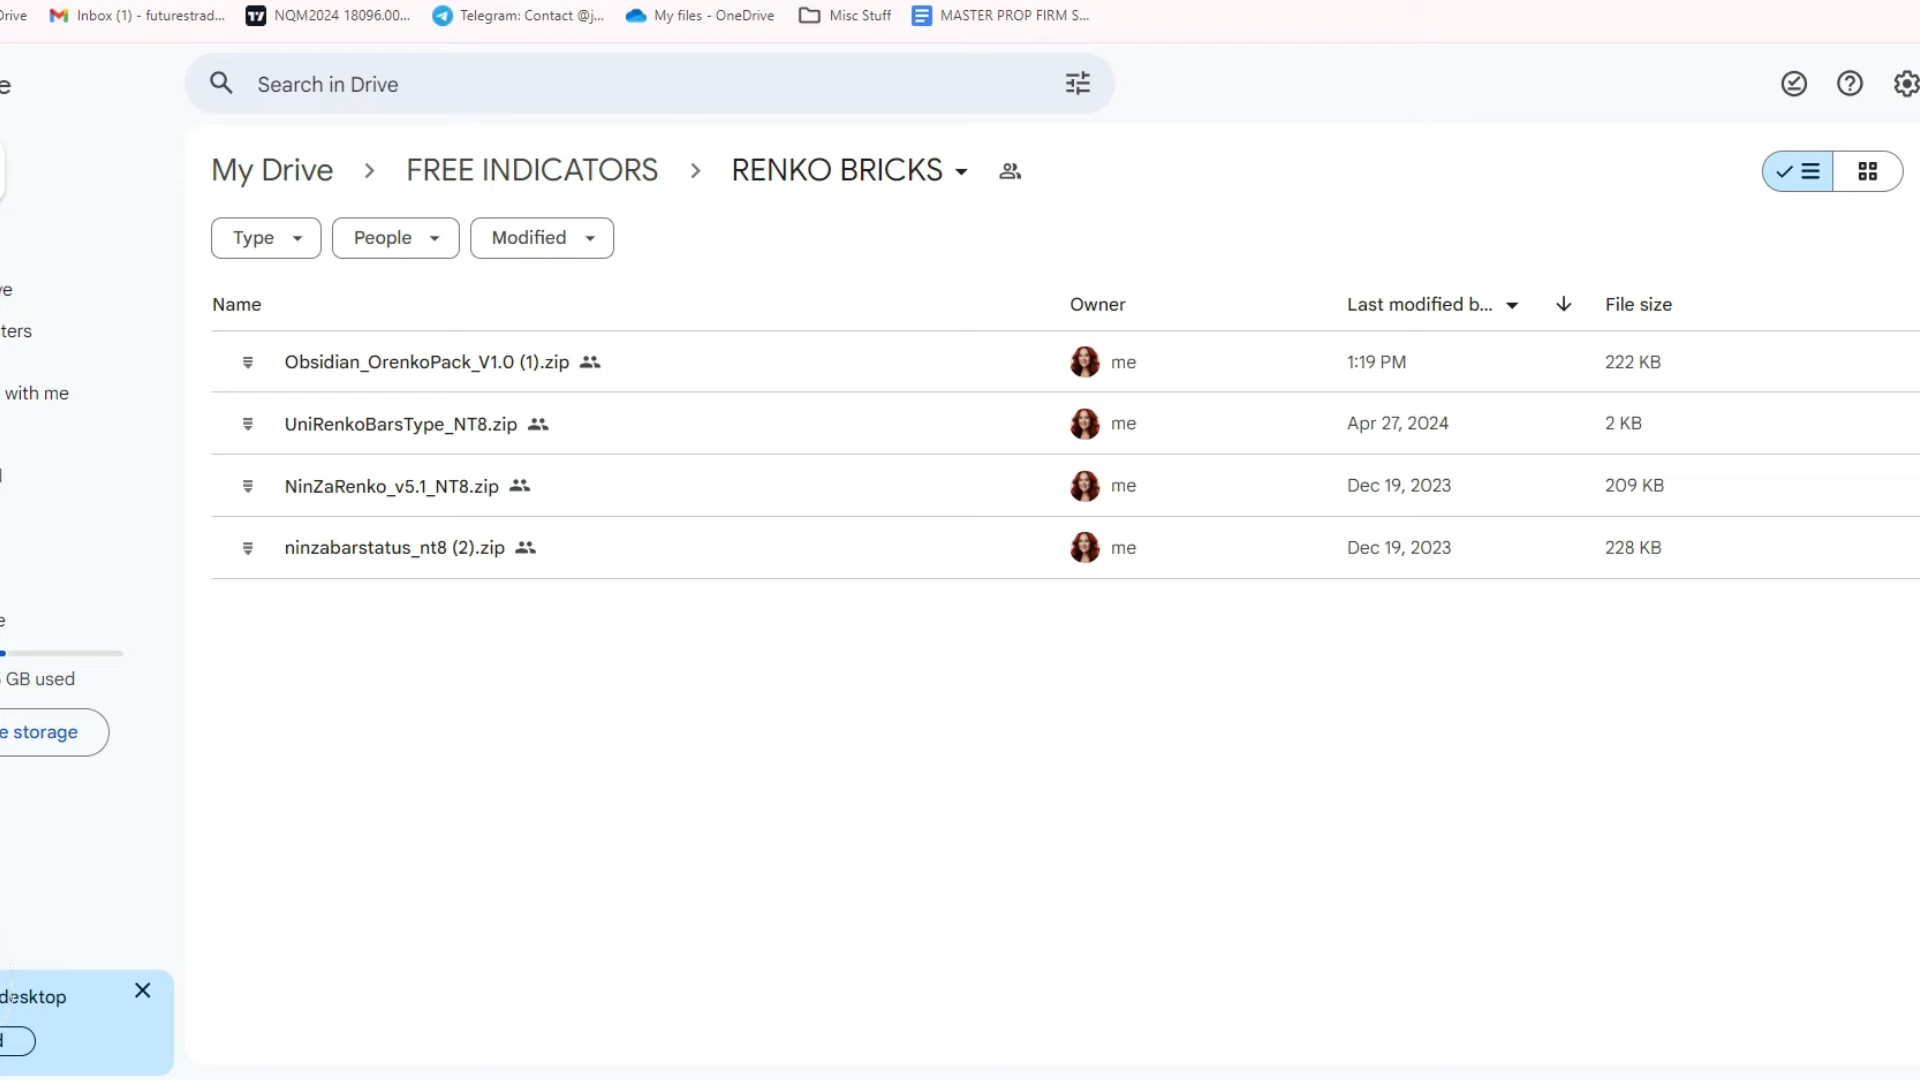 Drive
Inbox (1) - futurestrad...
NQM2024 18096.00...
Telegram: Contact @j...
My files - OneDrive
Misc Stuff
MASTER PROP FIRM S...
e
Search in Drive
My Drive > FREE INDICATORS > RENKO BRICKS
Type
People
Modified
ve
ters
with me
Name Owner Last modified b... File size
Obsidian_OrenkoPack_V1.0 (1).zip me 1:19 PM 222 KB
UniRenkoBarsType_NT8.zip me Apr 27, 2024 2 KB
NinZaRenko_v5.1_NT8.zip me Dec 19, 2023 209 KB
ninzabarstatus_nt8 (2).zip me Dec 19, 2023 228 KB
e
GB used
e storage
desktop
d